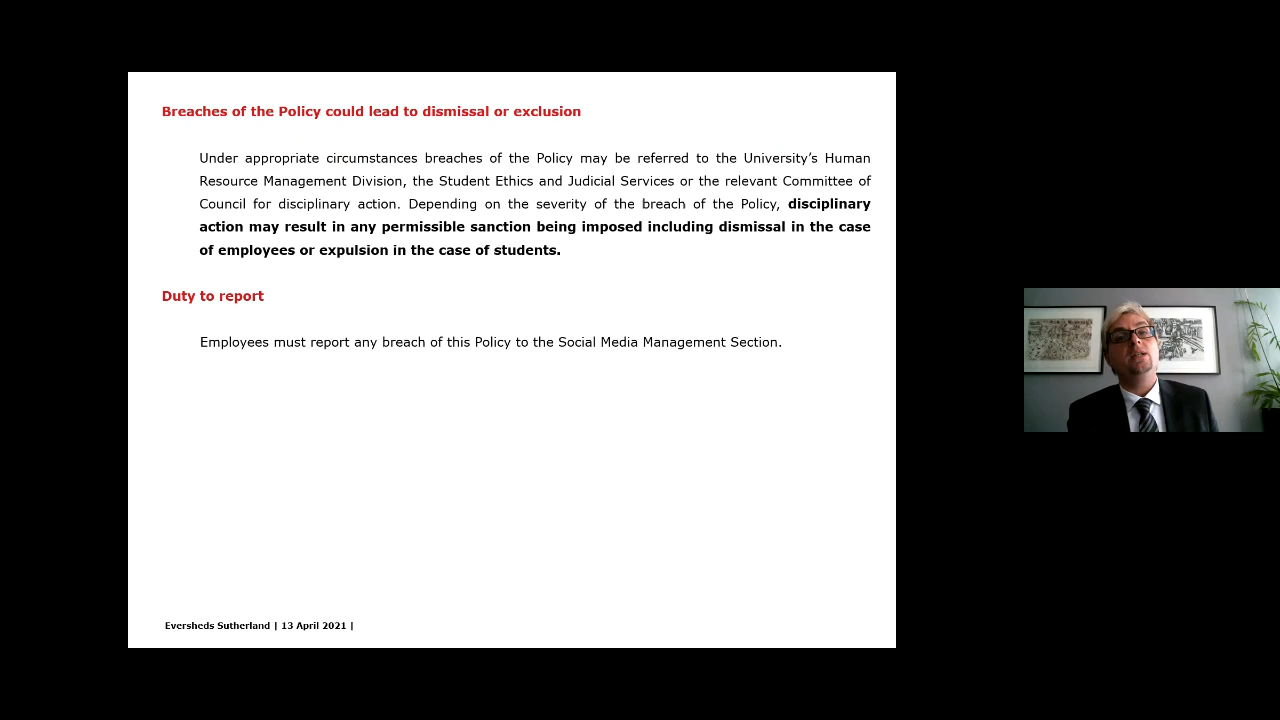 Breaches of the Policy could lead to dismissal or exclusion
Under appropriate circumstances breaches of the Policy may be referred to the University’s Human
Resource Management Division, the Student Ethics and Judicial Services or the relevant Committee of
Council for disciplinary action. Depending on the severity of the breach of the Policy, disciplinary
action may result in any permissible sanction being imposed including dismissal in the case
of employees or expulsion in the case of students.
Duty to report
Employees must report any breach of this Policy to the Social Media Management Section.
Eversheds Sutherland | 13 April 2021 |